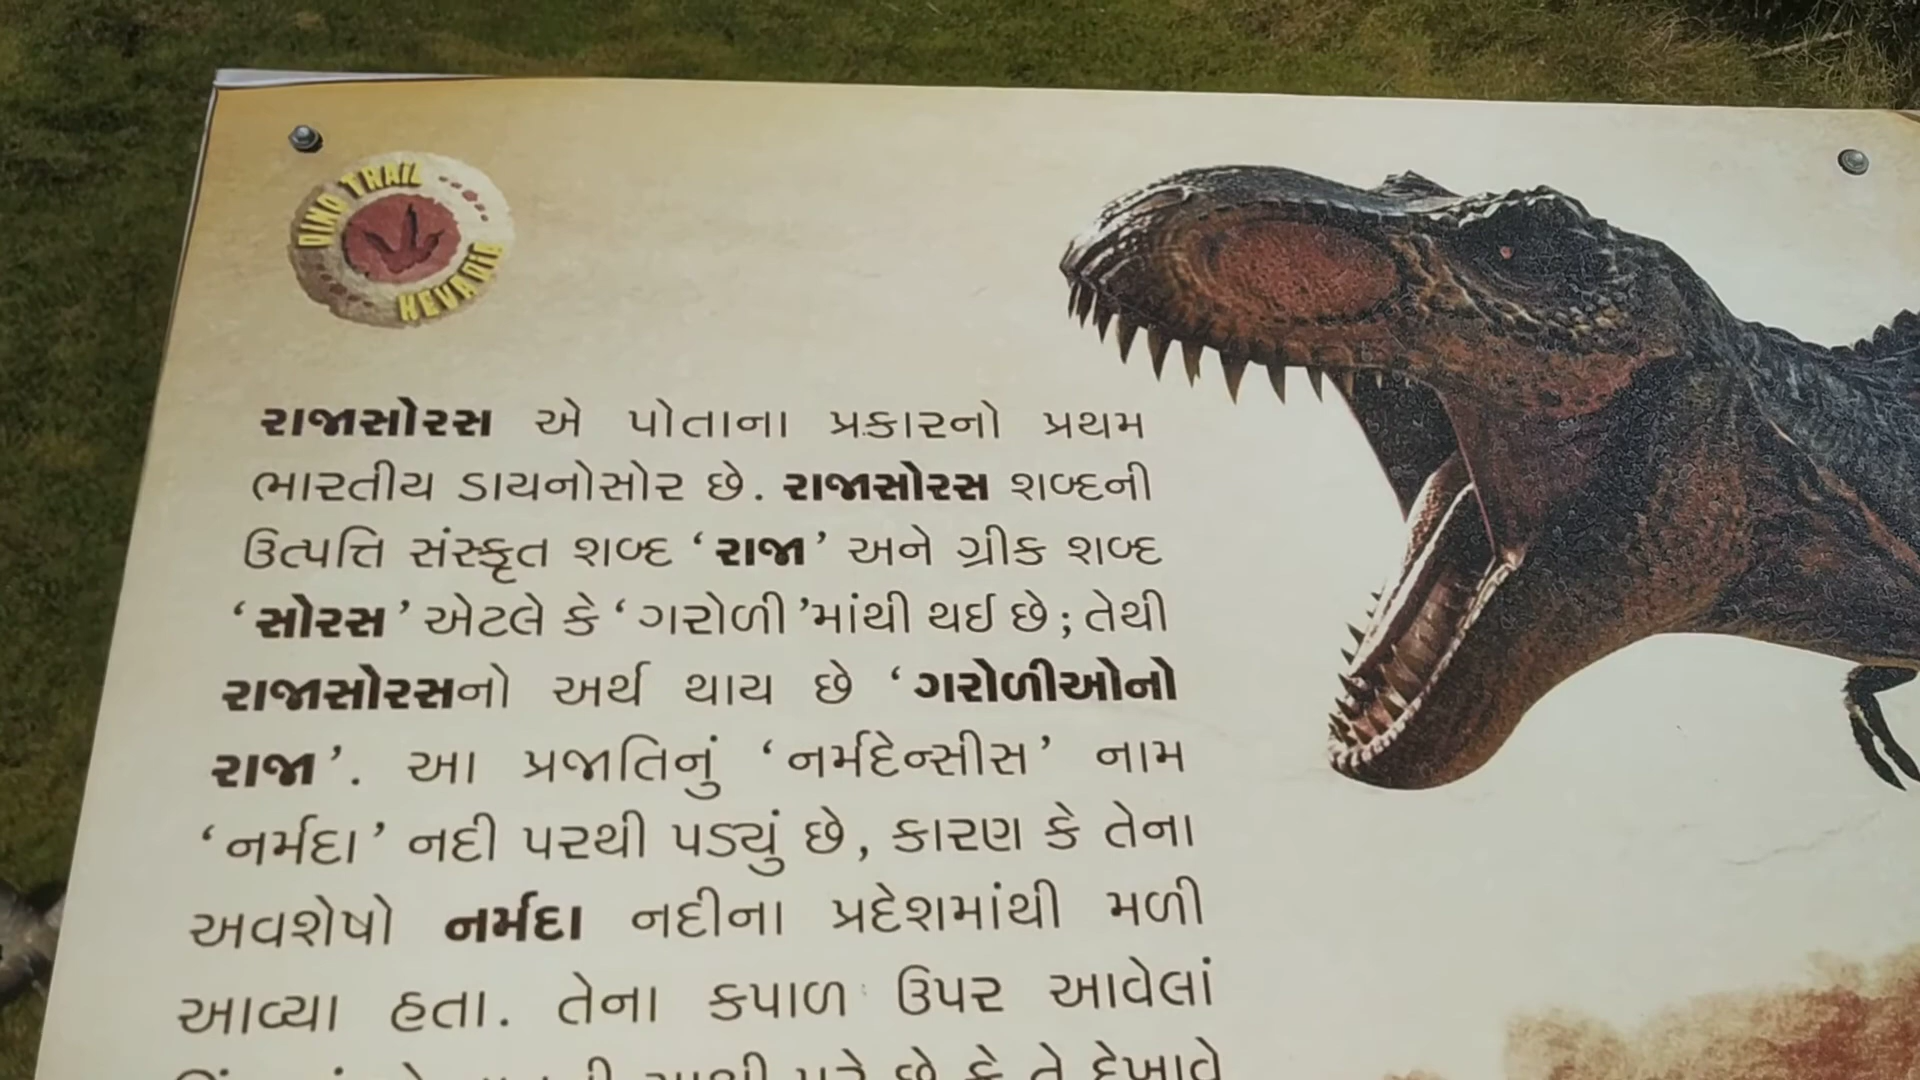 DINO TRAIL
KEVADIA
રાજાસોરસ એ પોતાના પ્રકારનો પ્રથમ
ભારતીય ડાયનોસોર છે. રાજાસોરસ શબ્દની
ઉત્પત્તિ સંસ્કૃત શબ્દ ‘રાજા’ અને ગ્રીક શબ્દ
‘સોરસ’ એટલે કે ‘ગરોળી’માંથી થઈ છે; તેથી
રાજાસોરસનો અર્થ થાય છે ‘ગરોળીઓનો
રાજા’. આ પ્રજાતિનું ‘નર્મદેન્સીસ’ નામ
‘નર્મદા’ નદી પરથી પડ્યું છે, કારણ કે તેના
અવશેષો નર્મદા નદીના પ્રદેશમાંથી મળી
આવ્યા હતા. તેના કપાળ ઉપર આવેલાં
છે કે તે દેખાવે